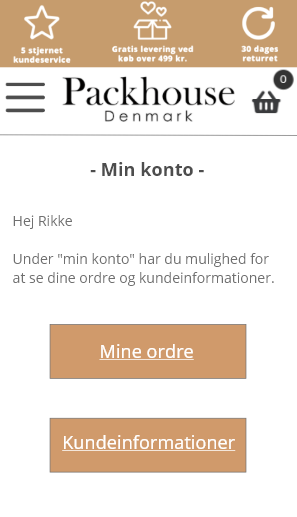 5 stjernet
kundeservice
Gratis levering ved
køb over 499 kr.
30 dages
returret
0
Packhouse
Denmark
- Min konto -
Hej Rikke
Under "min konto" har du mulighed for
at se dine ordre og kundeinformationer.
Mine ordre
Kundeinformationer